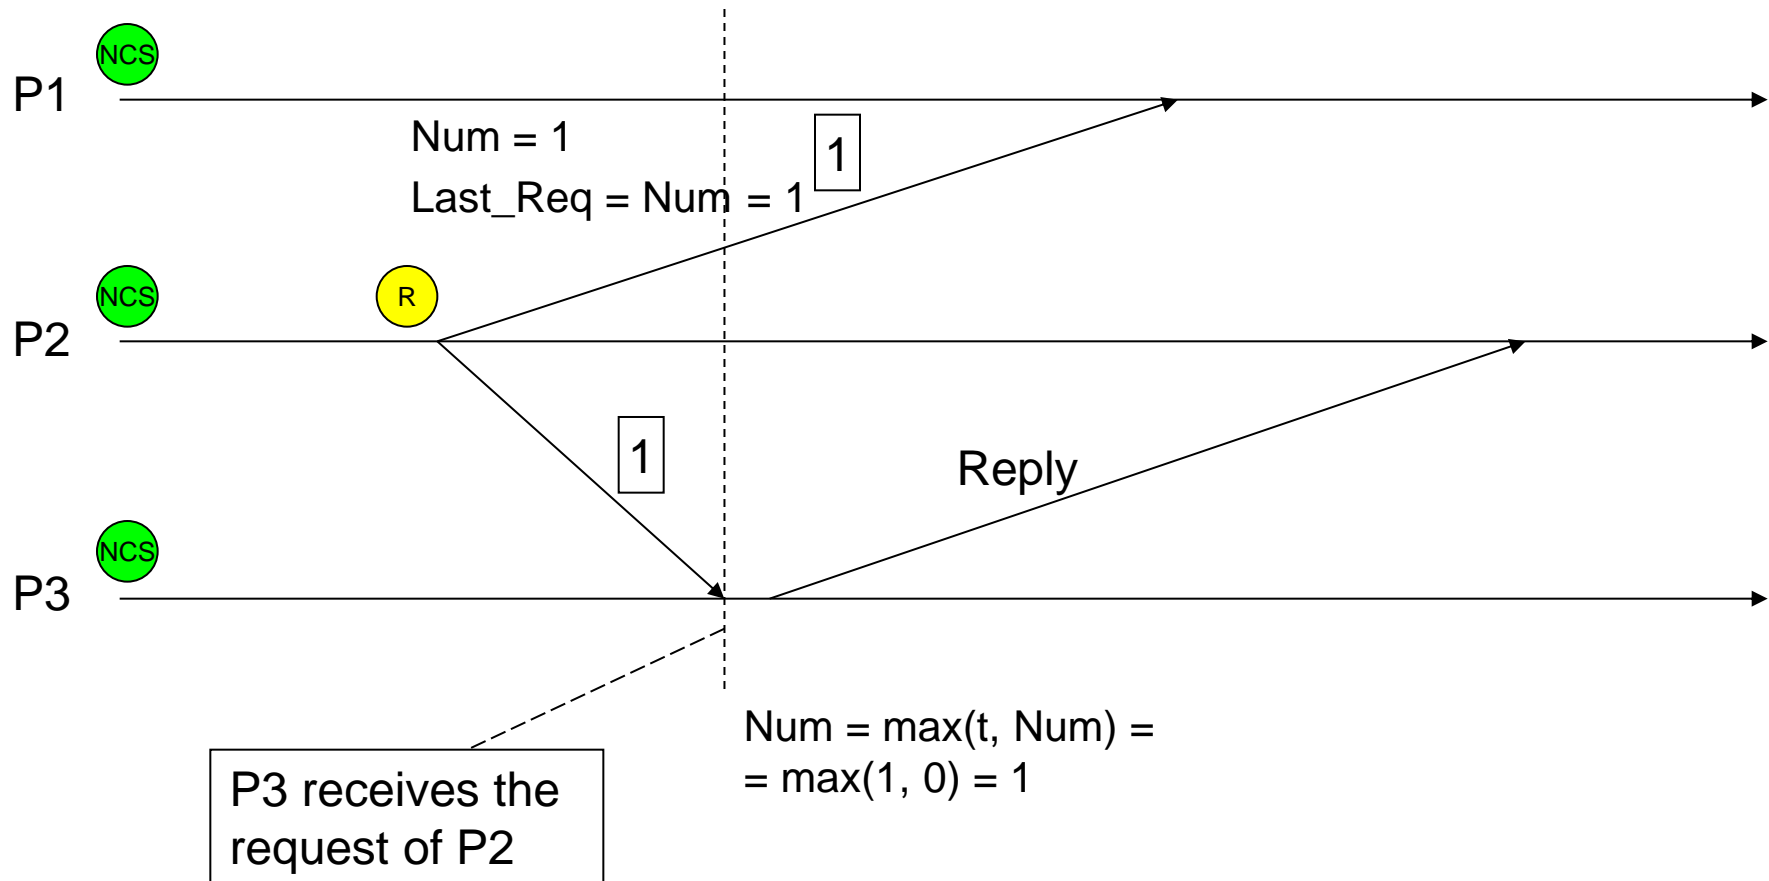 NCS
P1
Num = 1
1
Last_Req = Num = 1
NCS
R
P2
1
Reply
NCS
P3
Num = max(t, Num) =
= max(1, 0) = 1
P3 receives the
request of P2